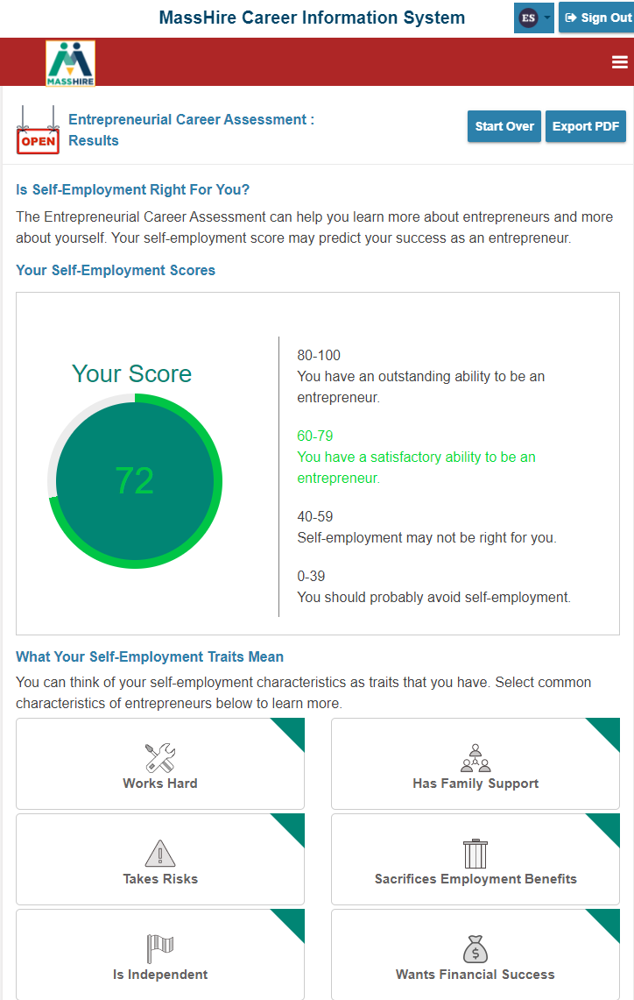 MassHire Career Information System
ES
Sign Out
MASSHIRE
OPEN
Entrepreneurial Career Assessment :
Results
Start Over
Export PDF
Is Self-Employment Right For You?
The Entrepreneurial Career Assessment can help you learn more about entrepreneurs and more
about yourself. Your self-employment score may predict your success as an entrepreneur.
Your Self-Employment Scores
Your Score
72
80-100
You have an outstanding ability to be an
entrepreneur.
60-79
You have a satisfactory ability to be an
entrepreneur.
40-59
Self-employment may not be right for you.
0-39
You should probably avoid self-employment.
What Your Self-Employment Traits Mean
You can think of your self-employment characteristics as traits that you have. Select common
characteristics of entrepreneurs below to learn more.
Works Hard
Has Family Support
Takes Risks
Sacrifices Employment Benefits
Is Independent
$
Wants Financial Success